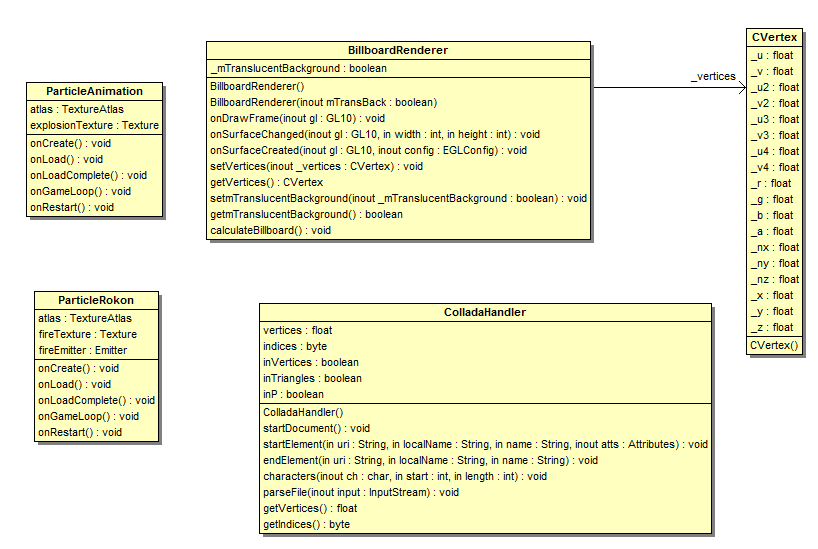 ParticleAnimation
atlas : TextureAtlas
explosionTexture : Texture
onCreate() : void
onLoad() : void
onLoadComplete() : void
onGameLoop() : void
onRestart() : void
BillboardRenderer
_mTranslucentBackground : boolean
BillboardRenderer()
BillboardRenderer(inout mTransBack : boolean)
onDrawFrame(inout gl : GL10) : void
onSurfaceChanged(inout gl : GL10, in width : int, in height : int) : void
onSurfaceCreated(inout gl : GL10, inout config : EGLConfig) : void
setVertices(inout _vertices : CVertex) : void
getVertices() : CVertex
setmTranslucentBackground(inout _mTranslucentBackground : boolean) : void
getmTranslucentBackground() : boolean
calculateBillboard() : void
_vertices
CVertex
_u : float
_v : float
_u2 : float
_v2 : float
_u3 : float
_v3 : float
_u4 : float
_v4 : float
_r : float
_g : float
_b : float
_a : float
_nx : float
_ny : float
_nz : float
_x : float
_y : float
_z : float
CVertex()
ParticleRokon
atlas : TextureAtlas
fireTexture : Texture
fireEmitter : Emitter
onCreate() : void
onLoad() : void
onLoadComplete() : void
onGameLoop() : void
onRestart() : void
ColladaHandler
vertices : float
indices : byte
inVertices : boolean
inTriangles : boolean
inP : boolean
ColladaHandler()
startDocument() : void
startElement(in uri : String, in localName : String, in name : String, inout atts : Attributes) : void
endElement(in uri : String, in localName : String, in name : String) : void
characters(inout ch : char, in start : int, in length : int) : void
parseFile(inout input : InputStream) : void
getVertices() : float
getIndices() : byte